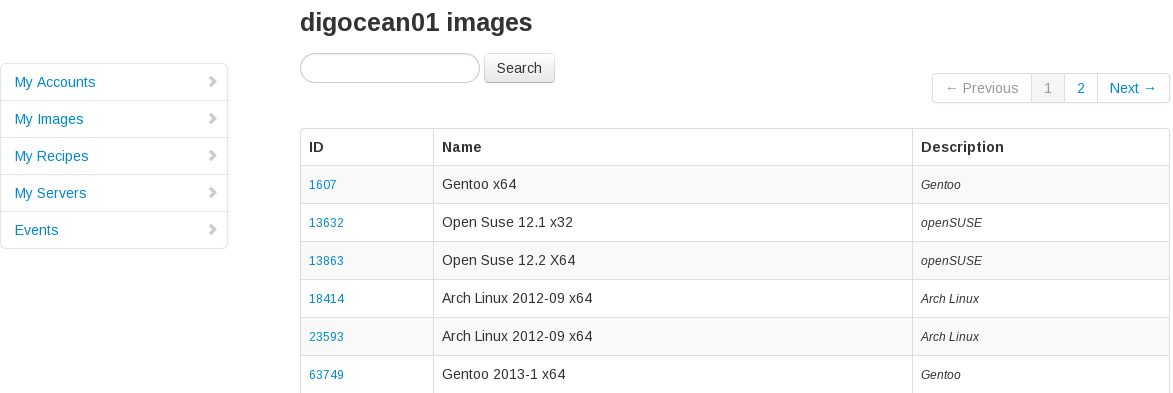 digocean01 images
Search
My Accounts
My Images
My Recipes
My Servers
Events
← Previous 1 2 Next →
ID Name Description
1607 Gentoo x64 Gentoo
13632 Open Suse 12.1 x32 openSUSE
13863 Open Suse 12.2 X64 openSUSE
18414 Arch Linux 2012-09 x64 Arch Linux
23593 Arch Linux 2012-09 x64 Arch Linux
63749 Gentoo 2013-1 x64 Gentoo